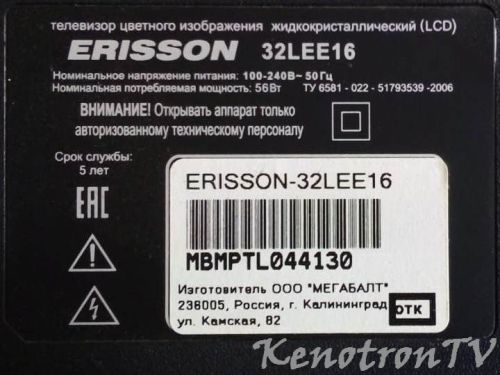 телевизор цветного изображения жидкокристаллический (LCD)
ERISSON 32LEE16
Номинальное напряжение питания: 100-240В~ 50Гц
Номинальная потребляемая мощность: 56Вт ТУ 6581 - 022 - 51793539 -2006
ВНИМАНИЕ! Открывать аппарат только
авторизованному техническому персоналу
Срок службы:
5 лет
EAC
ERISSON-32LEE16
MBMPTL044130
Изготовитель ООО "МЕГАБАЛТ"
236005, Россия, г. Калининград
ул. Камская, 82
ОТК
KenotronTV